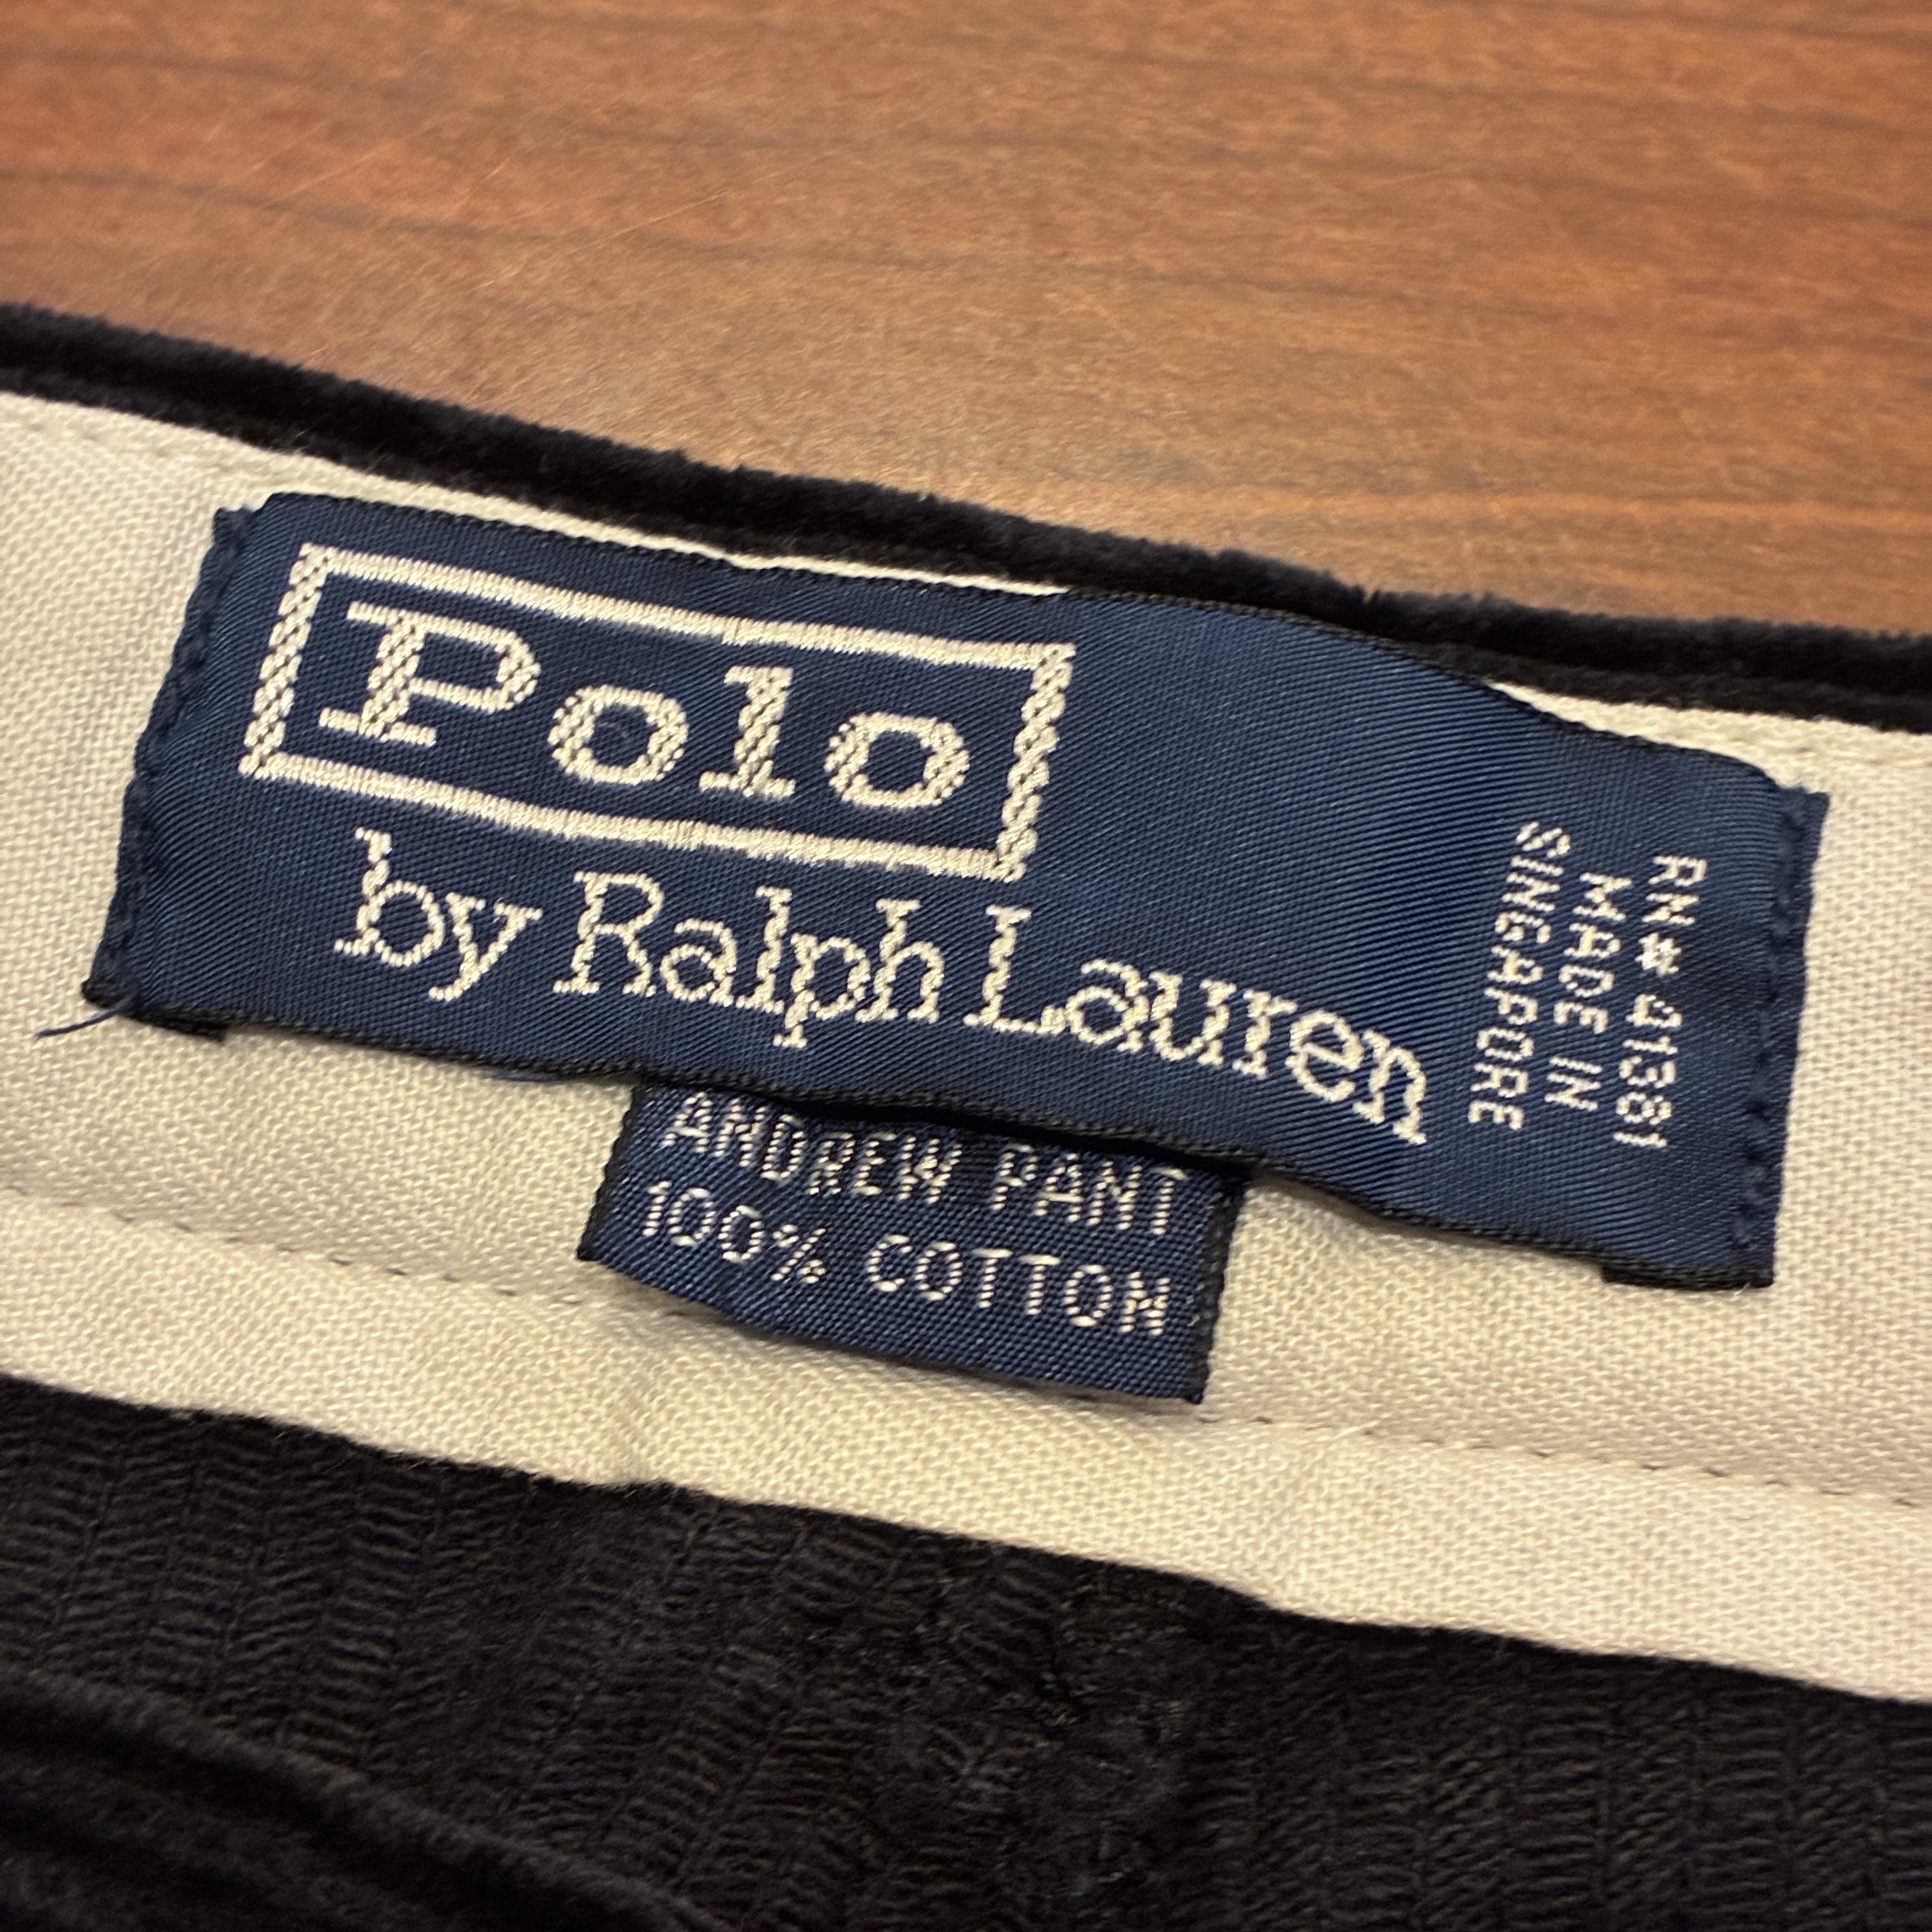 Polo
by Ralph Lauren
RN# 41381
MADE IN
SINGAPORE
ANDREW PANT
100% COTTON